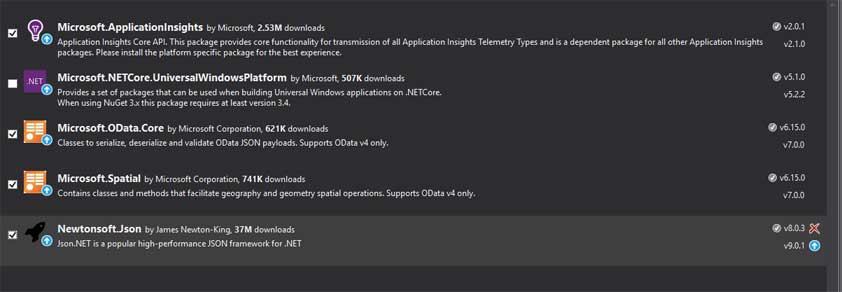 Microsoft.ApplicationInsights by Microsoft, 2.53M downloads v2.0.1
Application Insights Core API. This package provides core functionality for transmission of all Application Insights Telemetry Types and is a dependent package for all other Application Insights v2.1.0
packages. Please install the platform specific package for the best experience.
.NET Microsoft.NETCore.UniversalWindowsPlatform by Microsoft, 507K downloads v5.1.0
Provides a set of packages that can be used when building Universal Windows applications on .NETCore. v5.2.2
When using NuGet 3.x this package requires at least version 3.4.
Microsoft.OData.Core by Microsoft Corporation, 621K downloads v6.15.0
Classes to serialize, deserialize and validate OData JSON payloads. Supports OData v4 only. v7.0.0
Microsoft.Spatial by Microsoft Corporation, 741K downloads v6.15.0
Contains classes and methods that facilitate geography and geometry spatial operations. Supports OData v4 only. v7.0.0
Newtonsoft.Json by James Newton-King, 37M downloads v8.0.3
Json.NET is a popular high-performance JSON framework for .NET v9.0.1